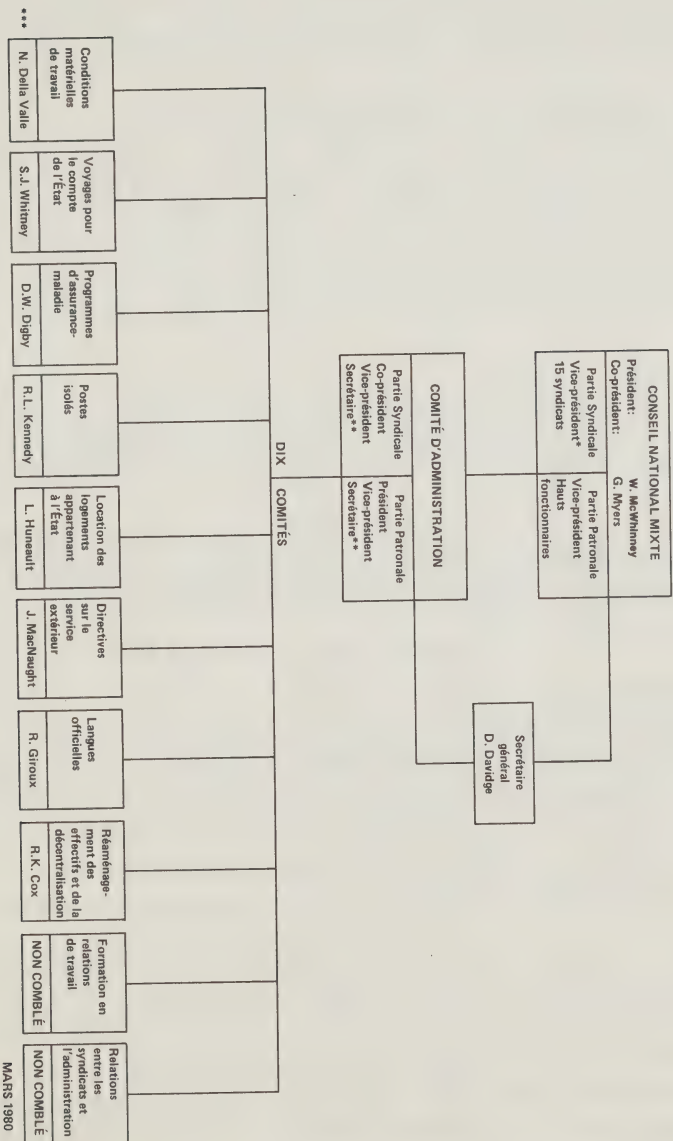 CONSEIL NATIONAL MIXTE
Président: W. McWhinney
Co-président: G. Myers
Partie Syndicale
Vice-président*
15 syndicats
Partie Patronale
Vice-président
Hauts
fonctionnaires
Secrétaire
général
D. Davidge
COMITÉ D'ADMINISTRATION
Partie Syndicale
Co-président
Vice-président
Secrétaire**
Partie Patronale
Président
Vice-président
Secrétaire**
DIX COMITÉS
Conditions
matérielles
de travail
N. Della Valle
Voyages pour
le compte
de l'État
S.J. Whitney
Programmes
d'assurance-
maladie
D.W. Digby
Postes
isolés
R.L. Kennedy
Location des
logements
appartenant
à l'État
L. Huneault
Directives
sur le
service
extérieur
J. MacNaught
Langues
officielles
R. Giroux
Réaménage-
ment des
effectifs et de la
décentralisation
R.K. Cox
Formation en
relations
de travail
NON COMBLÉ
Relations
entre les
syndicats et
l'administration
NON COMBLÉ
***
MARS 1980